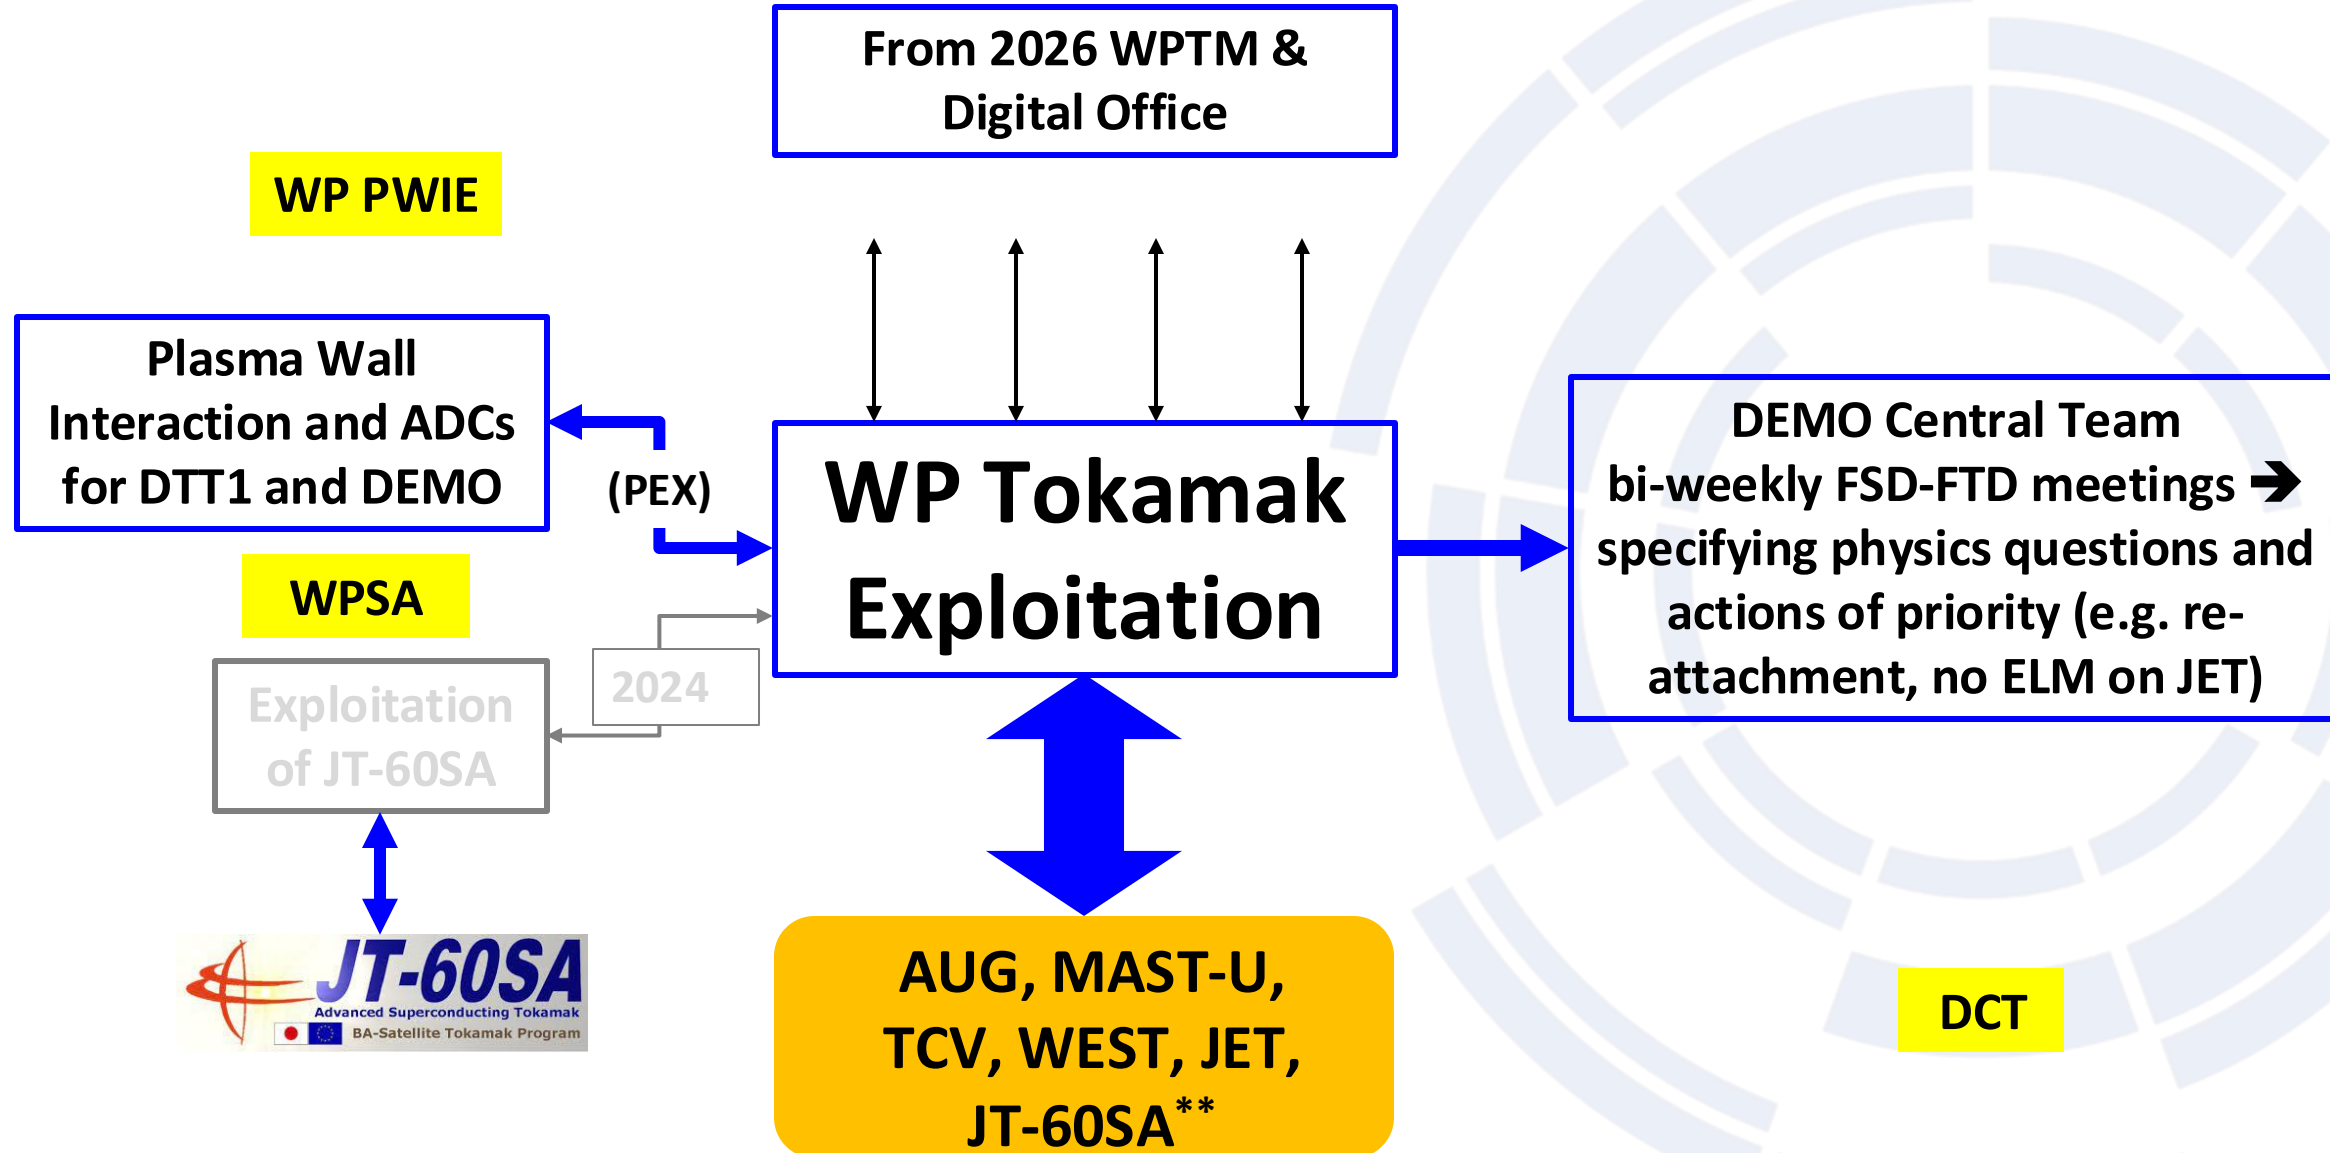 From 2026 WPTM &
Digital Office
WP PWIE
Plasma Wall
Interaction and ADCs
for DTT1 and DEMO
(PEX)
WP Tokamak
Exploitation
DEMO Central Team
bi-weekly FSD-FTD meetings ➔
specifying physics questions and
actions of priority (e.g. re-
attachment, no ELM on JET)
WPSA
2024
Exploitation
of JT-60SA
JT-60SA
Advanced Superconducting Tokamak
BA-Satellite Tokamak Program
AUG, MAST-U,
TCV, WEST, JET,
JT-60SA**
DCT